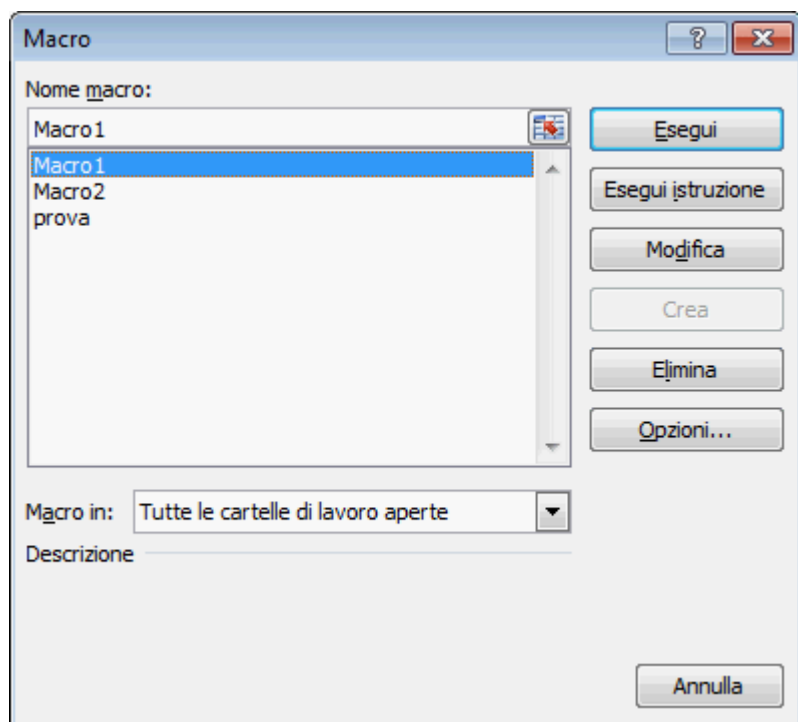 Macro
Nome macro:
Macro1
Esegui
Macro1
Macro2
prova
Esegui istruzione
Modifica
Crea
Elimina
Opzioni...
Macro in: Tutte le cartelle di lavoro aperte
Descrizione
Annulla